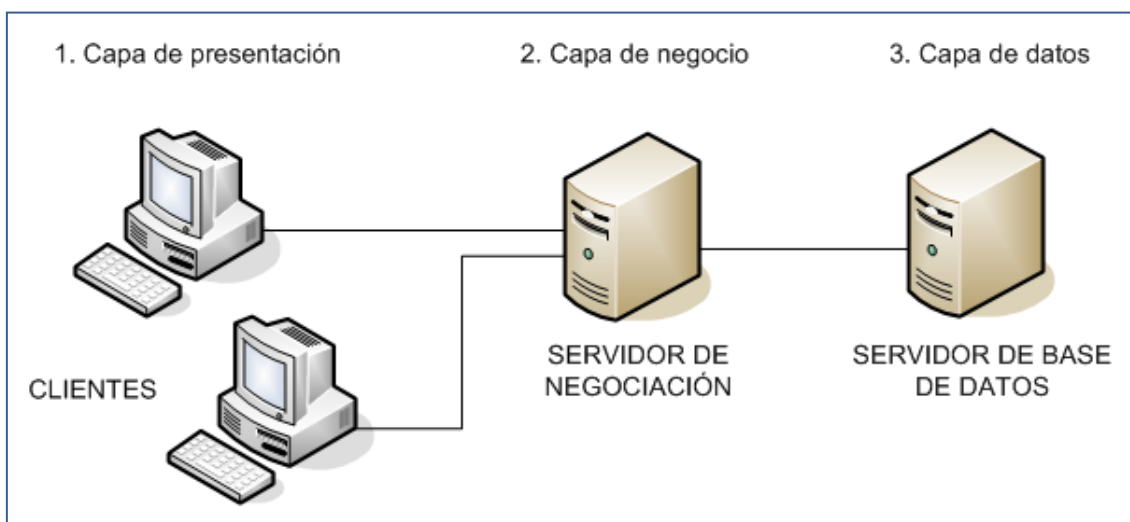 1. Capa de presentación
2. Capa de negocio
3. Capa de datos
CLIENTES
SERVIDOR DE
NEGOCIACIÓN
SERVIDOR DE BASE
DE DATOS